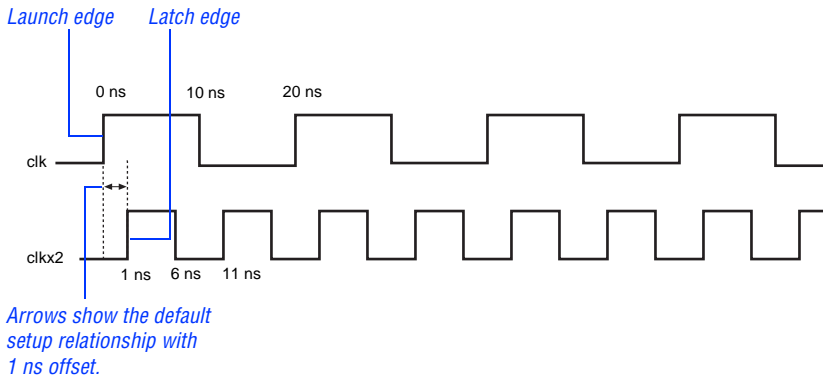 Launch edge Latch edge
0 ns 10 ns 20 ns
clk
clkx2
1 ns 6 ns 11 ns
Arrows show the default
setup relationship with
1 ns offset.